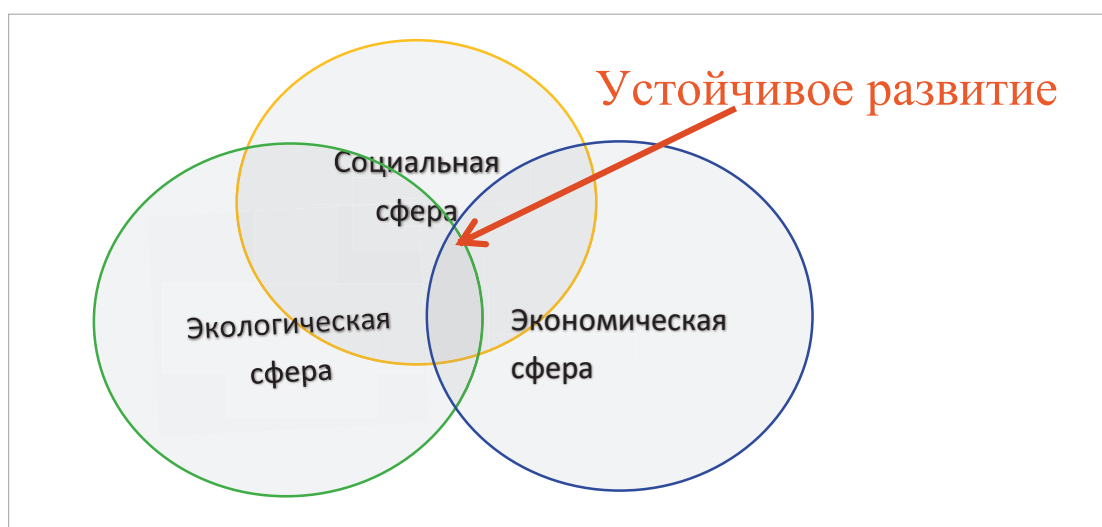 Устойчивое развитие
Социальная
сфера
Экологическая
сфера
Экономическая
сфера